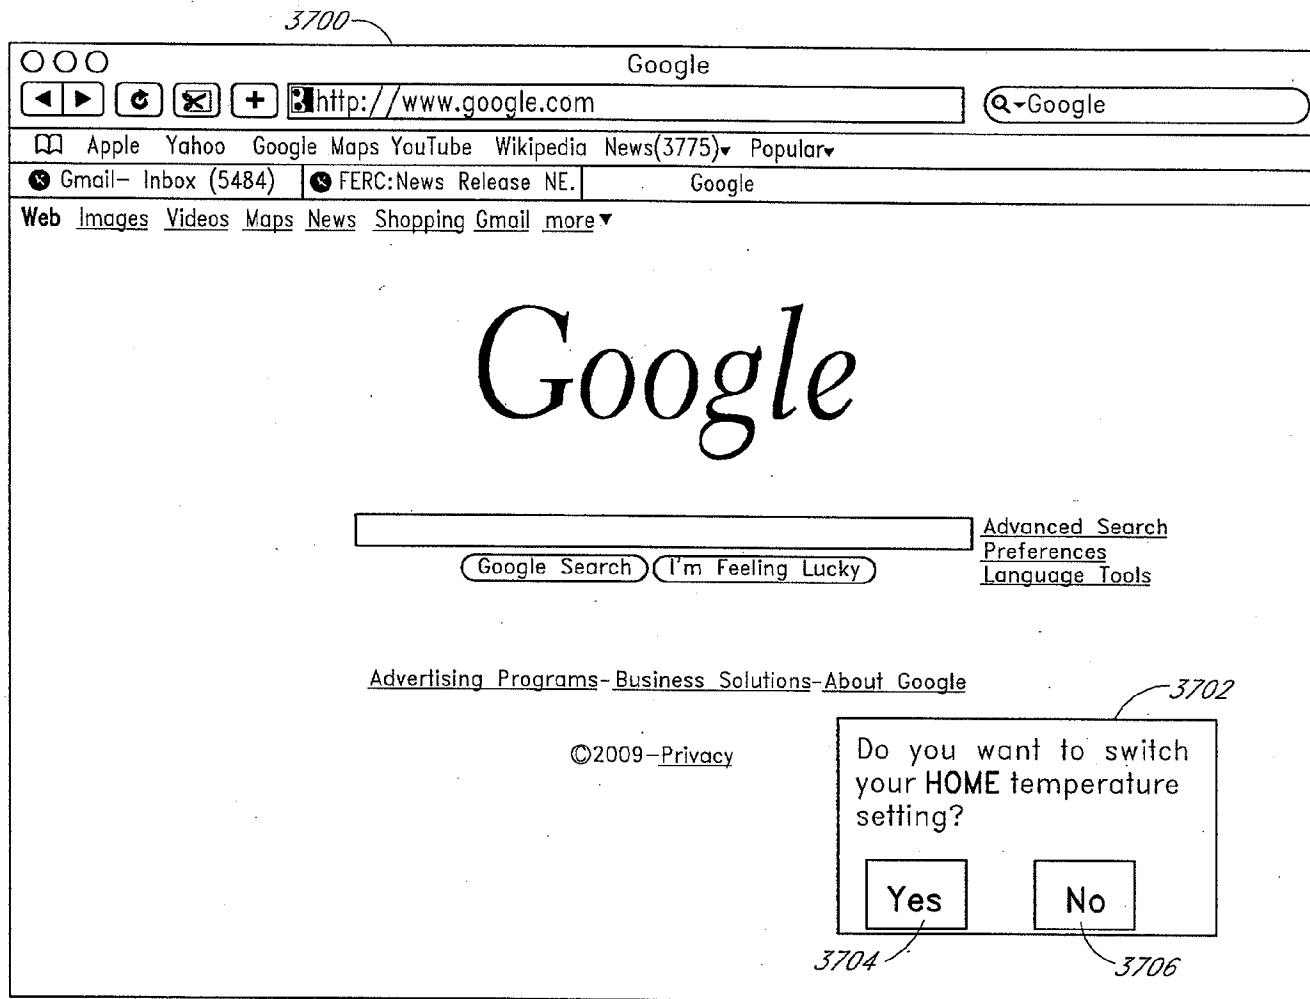 3700
Google
http://www.google.com
Google
Apple Yahoo Google Maps YouTube Wikipedia News(3775) Popular
Gmail- Inbox (5484) FERC:News Release NE. Google
Web Images Videos Maps News Shopping Gmail more
Google
Advanced Search
Preferences
Language Tools
Google Search I'm Feeling Lucky
Advertising Programs-Business Solutions-About Google
3702
©2009-Privacy
Do you want to switch
your HOME temperature
setting?
Yes No
3704 3706